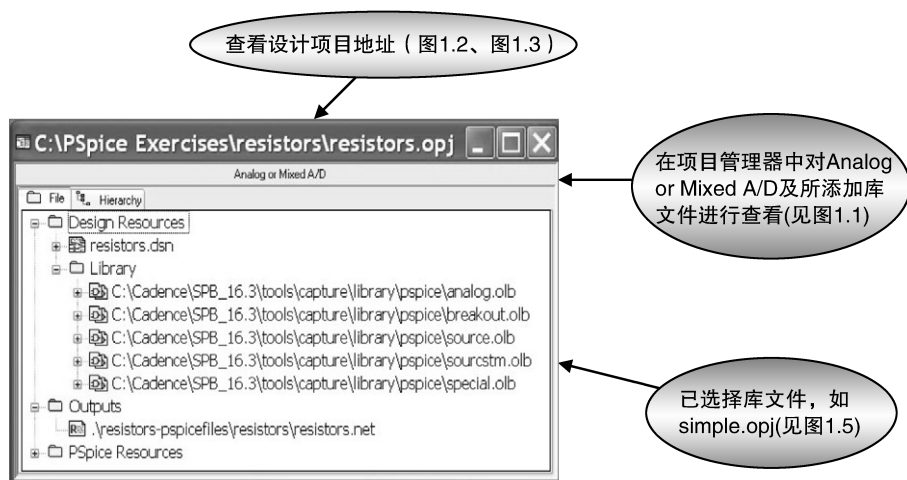 查看设计项目地址（图1.2、图1.3）
C:\PSpice Exercises\resistors\resistors.opj
Analog or Mixed A/D
File Hierarchy
Design Resources
resistors.dsn
Library
C:\Cadence\SPB_16.3\tools\capture\library\pspice\analog.olb
C:\Cadence\SPB_16.3\tools\capture\library\pspice\breakout.olb
C:\Cadence\SPB_16.3\tools\capture\library\pspice\source.olb
C:\Cadence\SPB_16.3\tools\capture\library\pspice\sourcstm.olb
C:\Cadence\SPB_16.3\tools\capture\library\pspice\special.olb
Outputs
.\resistors-pspicefiles\resistors\resistors.net
PSpice Resources
在项目管理器中对Analog
or Mixed A/D及所添加库
文件进行查看(见图1.1)
已选择库文件，如
simple.opj(见图1.5)